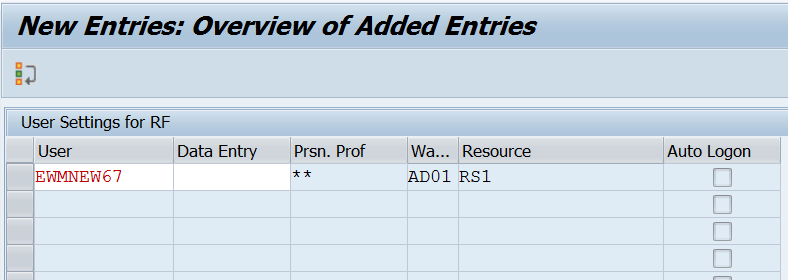 New Entries: Overview of Added Entries
User Settings for RF
User Data Entry Prsn. Prof Wa... Resource Auto Logon
EWMNEW67 ** AD01 RS1